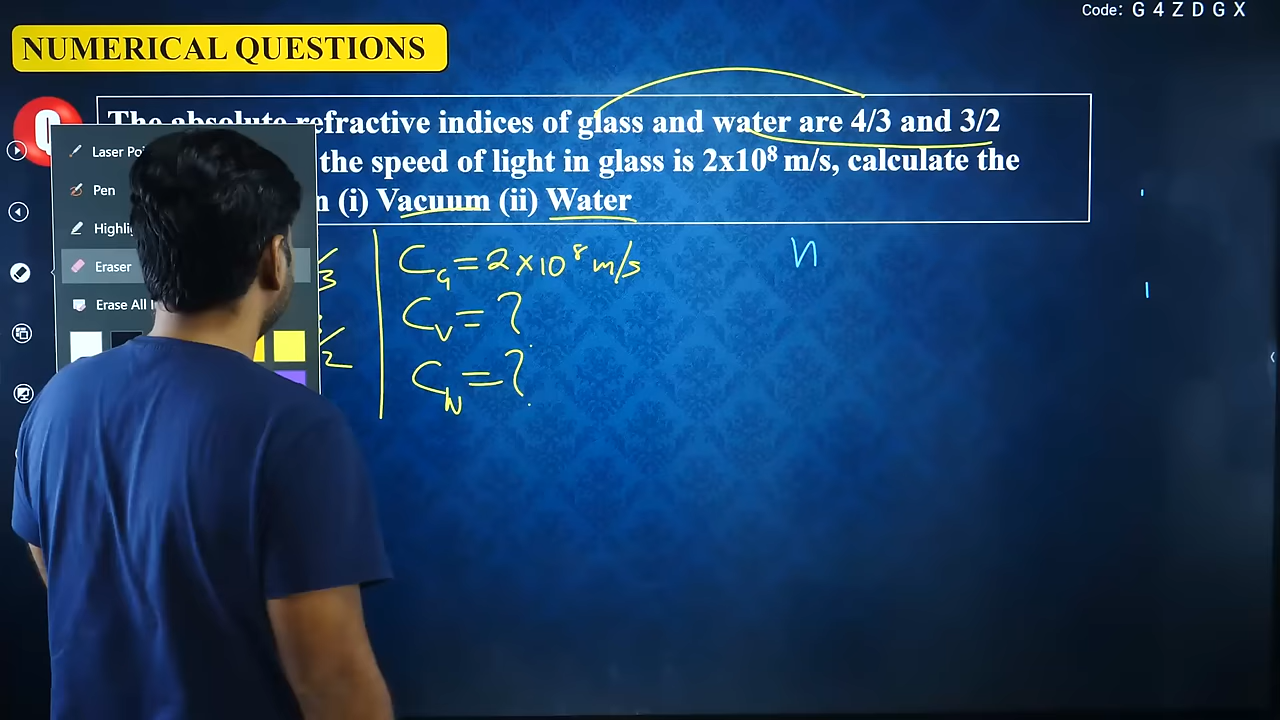 Code: G 4 Z D G X
NUMERICAL QUESTIONS
The absolute refractive indices of glass and water are 4/3 and 3/2
the speed of light in glass is 2x10⁸ m/s, calculate the
(i) Vacuum (ii) Water
Laser
Pen
Eraser
Erase All
3
2
C_G = 2×10⁸ m/s
C_V = ?
C_W = ?
n